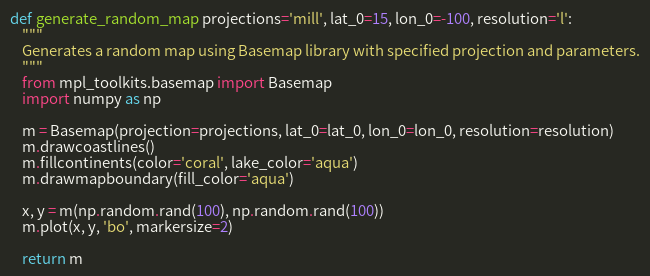 def generate_random_map projections='mill', lat_0=15, lon_0=-100, resolution='l':
"""
Generates a random map using Basemap library with specified projection and parameters.
"""
from mpl_toolkits.basemap import Basemap
import numpy as np
m = Basemap(projection=projections, lat_0=lat_0, lon_0=lon_0, resolution=resolution)
m.drawcoastlines()
m.fillcontinents(color='coral', lake_color='aqua')
m.drawmapboundary(fill_color='aqua')
x, y = m(np.random.rand(100), np.random.rand(100))
m.plot(x, y, 'bo', markersize=2)
return m